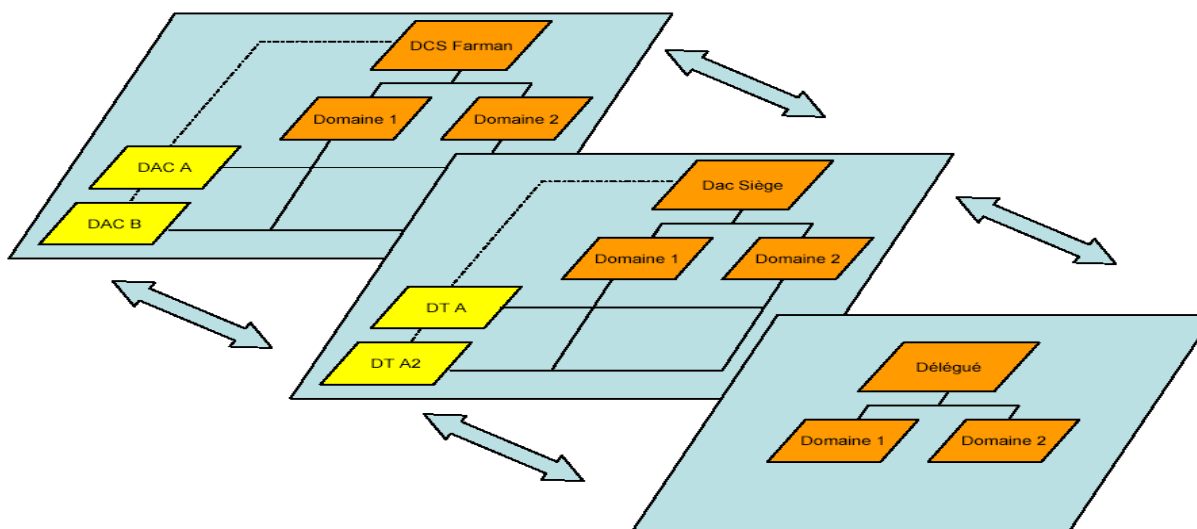 DCS Farman
Domaine 1
Domaine 2
DAC A
DAC B
Dac Siège
Domaine 1
Domaine 2
DT A
DT A2
Délégué
Domaine 1
Domaine 2